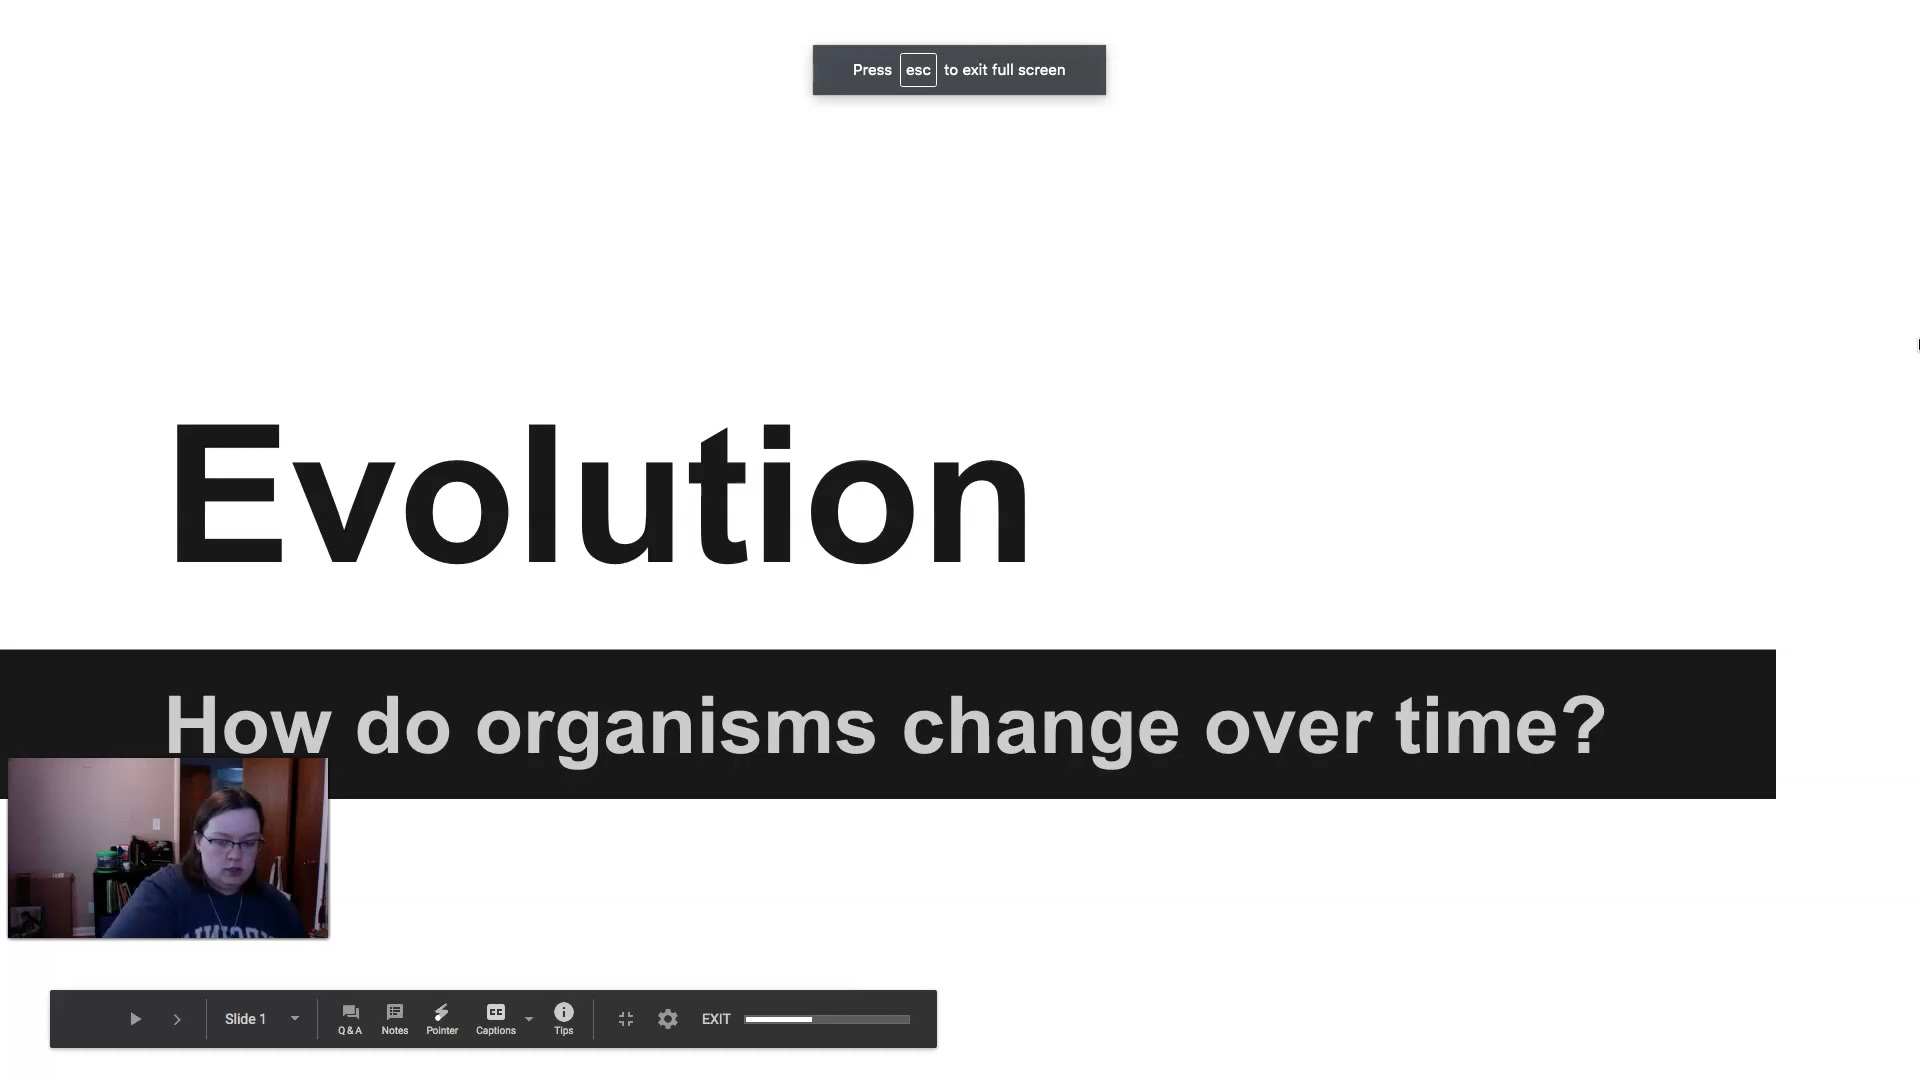 Press esc to exit full screen
Evolution
How do organisms change over time?
Slide 1
Q & A
Notes
Pointer
CC
Captions
Tips
EXIT